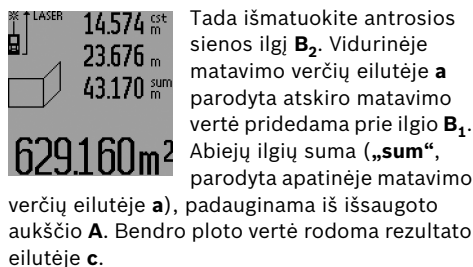 LASER
14.574 cst m
23.676 m
43.170 sum m
629.160 m²
Tada išmatuokite antrosios
sienos ilgį B₂. Vidurinėje
matavimo verčių eilutėje a
parodyta atskiro matavimo
vertė pridedama prie ilgio B₁.
Abiejų ilgių suma („sum“,
parodyta apatinėje matavimo
verčių eilutėje a), padauginama iš išsaugoto
aukščio A. Bendro ploto vertė rodoma rezultato
eilutėje c.